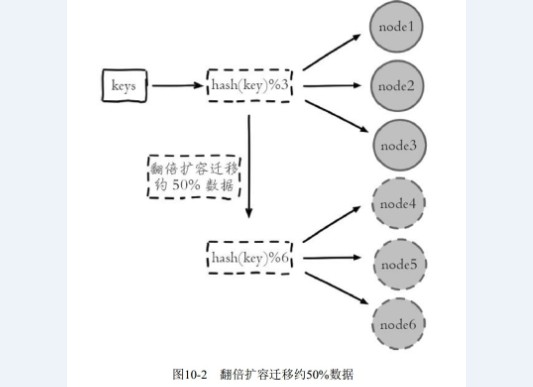 node1
keys
hash(key)%3
node2
node3
翻倍扩容迁移
约 50% 数据
node4
hash(key)%6
node5
node6
图10-2 翻倍扩容迁移约50%数据